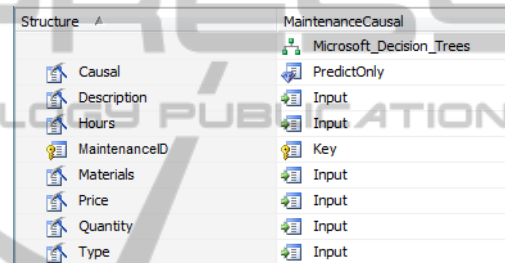 Structure MaintenanceCausal
Microsoft_Decision_Trees
Causal PredictOnly
Description Input
Hours Input
MaintenanceID Key
Materials Input
Price Input
Quantity Input
Type Input